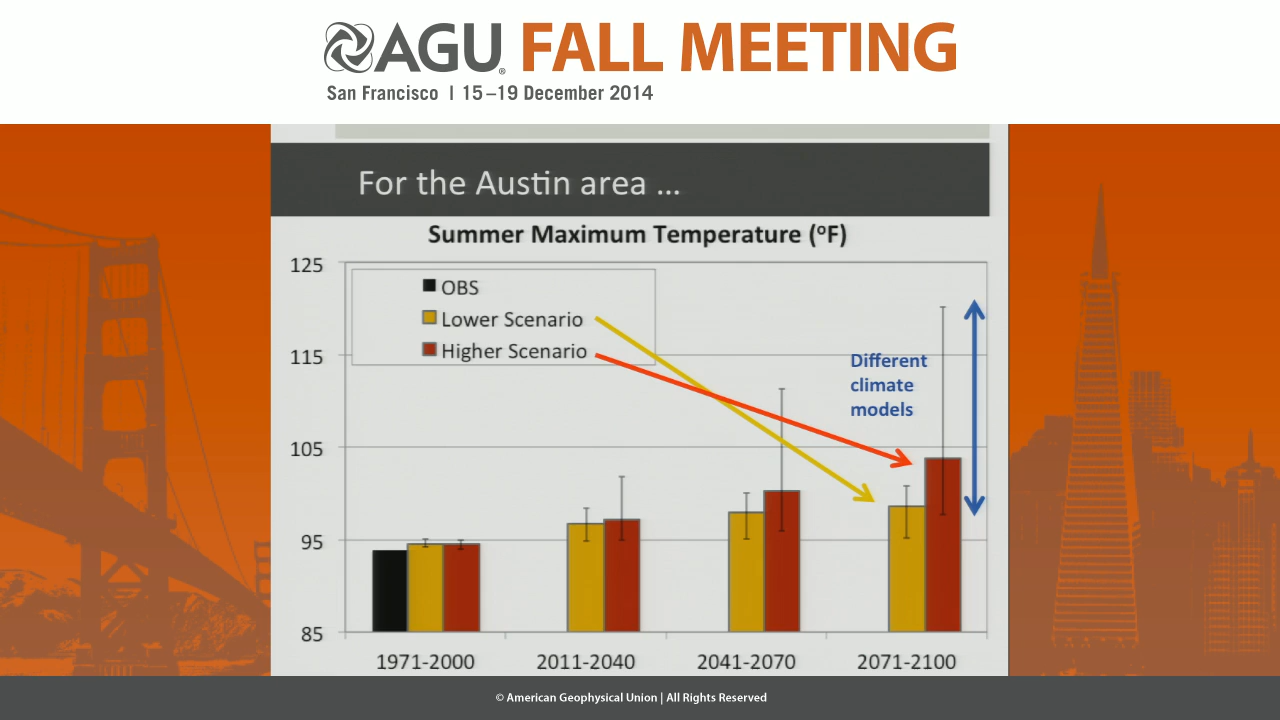 AGU® FALL MEETING
San Francisco | 15–19 December 2014
For the Austin area ...
Summer Maximum Temperature (ºF)
125
115
105
95
85
OBS
Lower Scenario
Higher Scenario
Different
climate
models
1971-2000
2011-2040
2041-2070
2071-2100
© American Geophysical Union | All Rights Reserved